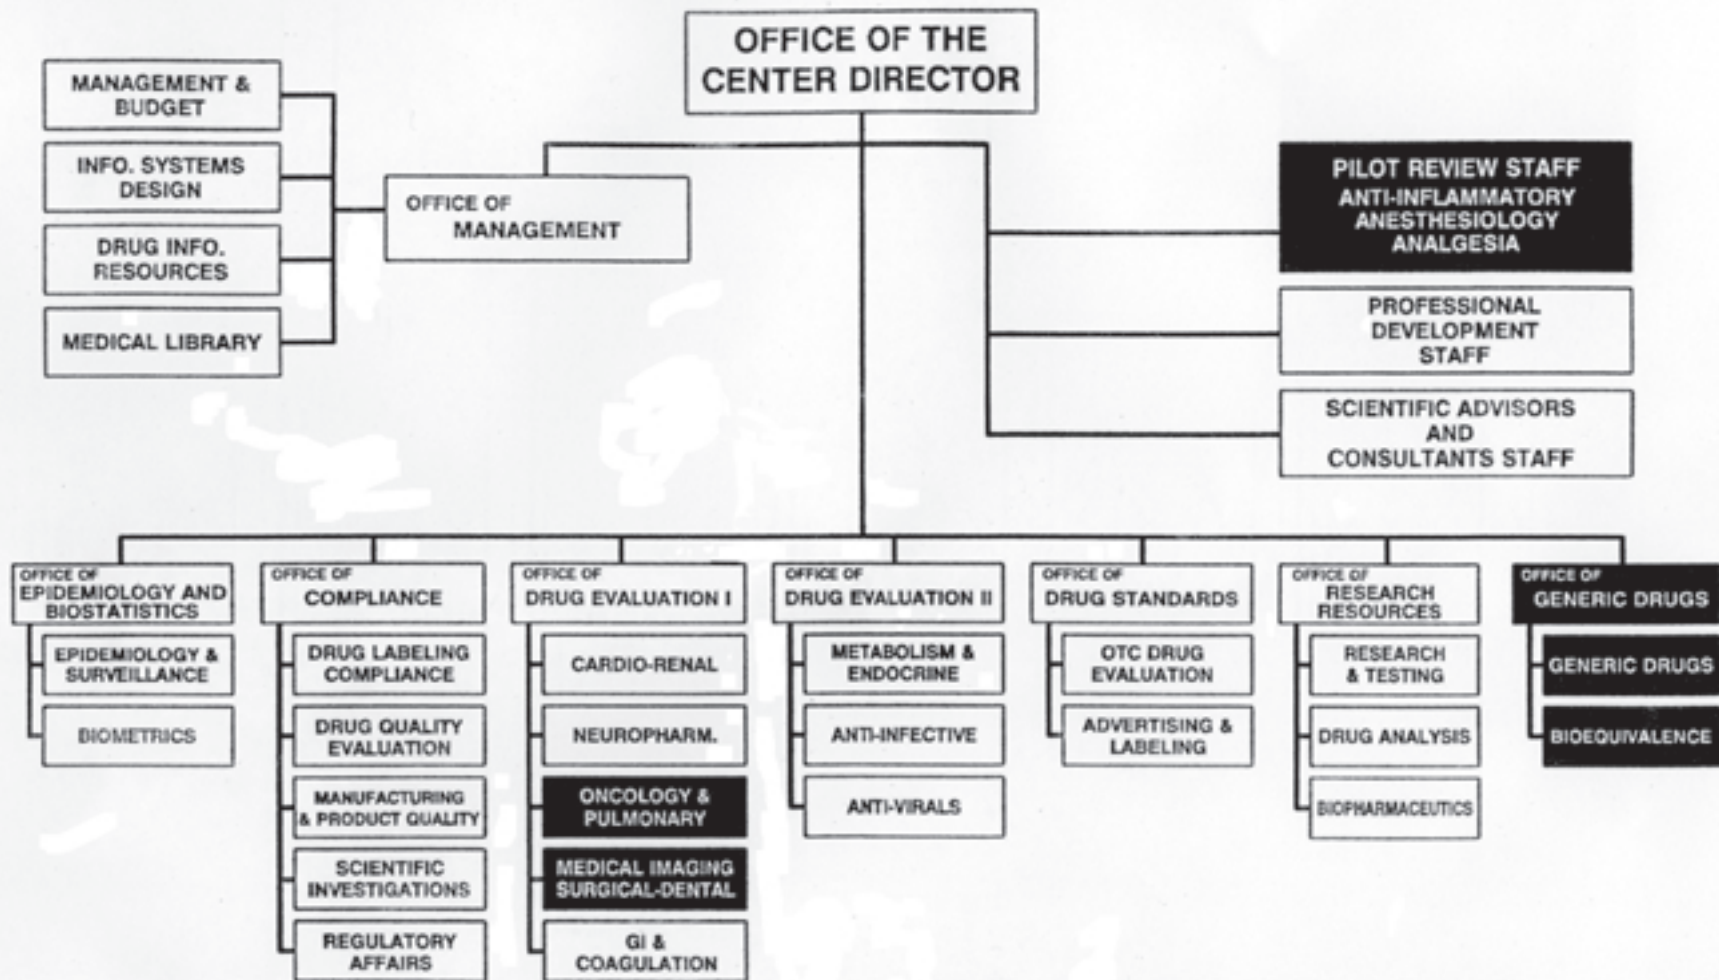 OFFICE OF THE
CENTER DIRECTOR
MANAGEMENT &
BUDGET
INFO. SYSTEMS
DESIGN
DRUG INFO.
RESOURCES
MEDICAL LIBRARY
OFFICE OF
MANAGEMENT
PILOT REVIEW STAFF
ANTI-INFLAMMATORY
ANESTHESIOLOGY
ANALGESIA
PROFESSIONAL
DEVELOPMENT
STAFF
SCIENTIFIC ADVISORS
AND
CONSULTANTS STAFF
OFFICE OF
EPIDEMIOLOGY AND
BIOSTATISTICS
EPIDEMIOLOGY &
SURVEILLANCE
BIOMETRICS
OFFICE OF
COMPLIANCE
DRUG LABELING
COMPLIANCE
DRUG QUALITY
EVALUATION
MANUFACTURING
& PRODUCT QUALITY
SCIENTIFIC
INVESTIGATIONS
REGULATORY
AFFAIRS
OFFICE OF
DRUG EVALUATION I
CARDIO-RENAL
NEUROPHARM.
ONCOLOGY &
PULMONARY
MEDICAL IMAGING
SURGICAL-DENTAL
GI &
COAGULATION
OFFICE OF
DRUG EVALUATION II
METABOLISM &
ENDOCRINE
ANTI-INFECTIVE
ANTI-VIRALS
OFFICE OF
DRUG STANDARDS
OTC DRUG
EVALUATION
ADVERTISING &
LABELING
OFFICE OF
RESEARCH
RESOURCES
RESEARCH
& TESTING
DRUG ANALYSIS
BIOPHARMACEUTICS
OFFICE OF
GENERIC DRUGS
GENERIC DRUGS
BIOEQUIVALENCE